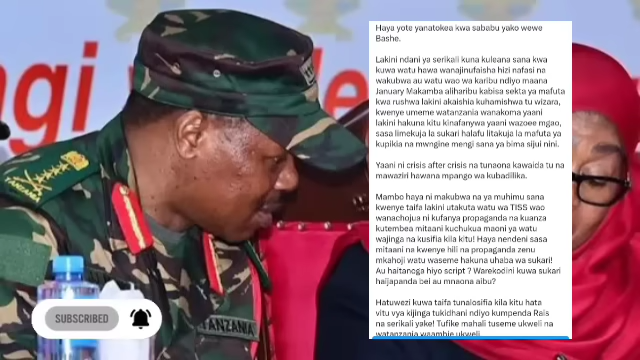 Haya yote yanatokea kwa sababu yako wewe
Bashe.
Lakini ndani ya serikali kuna kuleana sana kwa
kuwa watu hawa wanajinufaisha hizi nafasi na
wakubwa au watu wao wa karibu ndiyo maana
January Makamba aliharibu kabisa sekta ya mafuta
kwa rushwa lakini akaishia kuhamishwa tu wizara,
kwenye umeme watanzania wanakoma yaani
lakini hakuna kitu kinafanywa yaani wazoee mgao,
sasa limekuja la sukari halafu litakuja la mafuta ya
kupikia na mwngine mengi sana ya bima sijui nini.
Yaani ni crisis after crisis na tunaona kawaida tu na
mawaziri hawana mpango wa kubadilika.
Mambo haya ni makubwa na ya muhimu sana
kwenye taifa lakini utakuta watu wa TISS wao
wanachojua ni kufanya propaganda na kuanza
kutembea mitaani kuchukua maoni ya watu
wajinga na kusifia kila kitu! Haya nendeni sasa
mitaani na kwenye hili na propaganda zenu
mkahoji watu waseme hakuna uhaba wa sukari!
Au haitanoga hiyo script ? Warekodini kuwa sukari
haijapanda bei au mnaona aibu?
Hatuwezi kuwa taifa tunalosifia kila kitu hata
vitu vya kijinga tukidhani ndiyo kumpenda Rais
na serikali yake! Tufike mahali tuseme ukweli na
watanzania waambie ukweli
ngi
SUBSCRIBED
TANZANIA